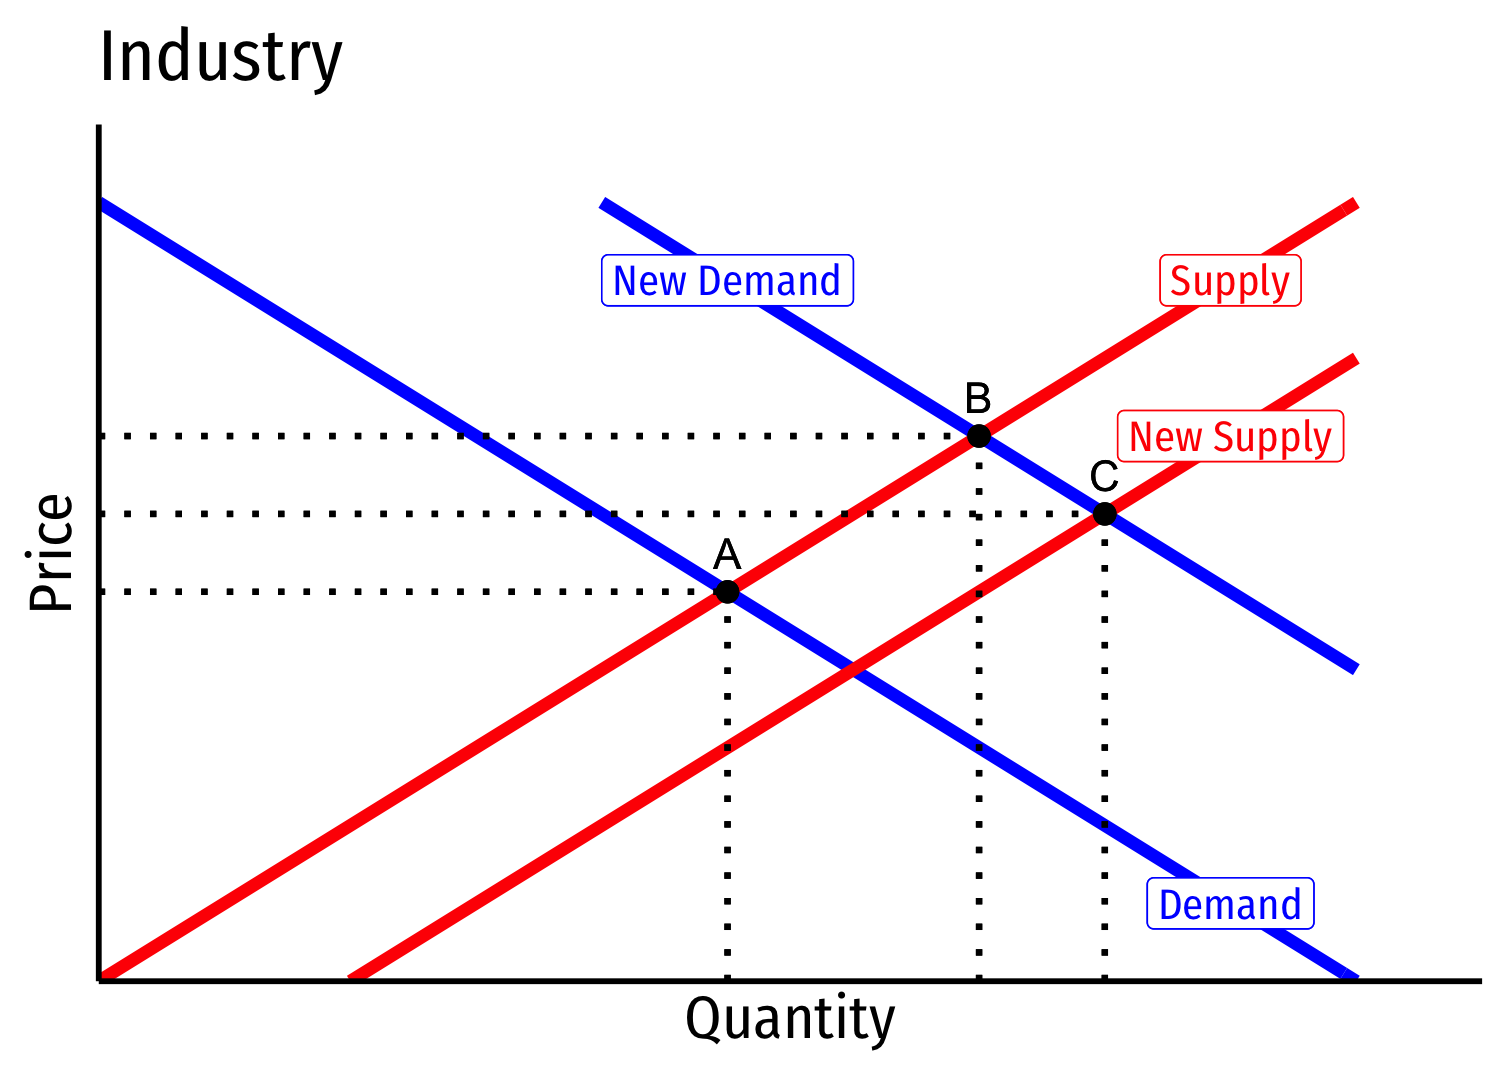 Industry
New Demand
Supply
B
New Supply
C
A
Price
Demand
Quantity